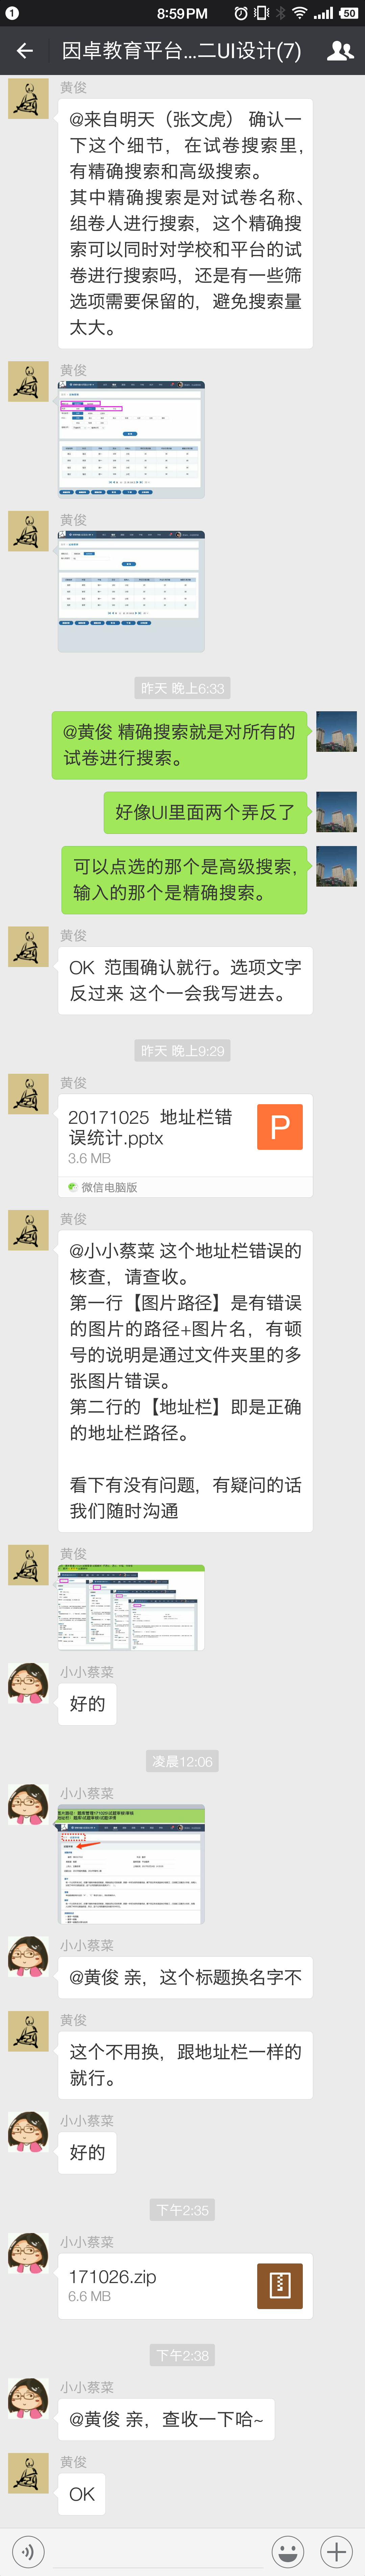 1
8:59PM
50
因卓教育平台...二UI设计(7)
黄俊
@来自明天（张文虎） 确认一
下这个细节，在试卷搜索里，
有精确搜索和高级搜索。
其中精确搜索是对试卷名称、
组卷人进行搜索，这个精确搜
索可以同时对学校和平台的试
卷进行搜索吗，还是有一些筛
选项需要保留的，避免搜索量
太大。
黄俊
黄俊
昨天 晚上6:33
@黄俊 精确搜索就是对所有的
试卷进行搜索。
好像UI里面两个弄反了
可以点选的那个是高级搜索，
输入的那个是精确搜索。
黄俊
OK 范围确认就行。选项文字
反过来 这个一会我写进去。
昨天 晚上9:29
黄俊
20171025 地址栏错
误统计.pptx
P
3.6 MB
微信电脑版
黄俊
@小小蔡菜 这个地址栏错误的
核查，请查收。
第一行【图片路径】是有错误
的图片的路径+图片名，有顿
号的说明是通过文件夹里的多
张图片错误。
第二行的【地址栏】即是正确
的地址栏路径。
看下有没有问题，有疑问的话
我们随时沟通
黄俊
小小蔡菜
好的
凌晨12:06
小小蔡菜
小小蔡菜
@黄俊 亲，这个标题换名字不
黄俊
这个不用换，跟地址栏一样的
就行。
小小蔡菜
好的
下午2:35
小小蔡菜
171026.zip
6.6 MB
下午2:38
小小蔡菜
@黄俊 亲，查收一下哈~
黄俊
OK